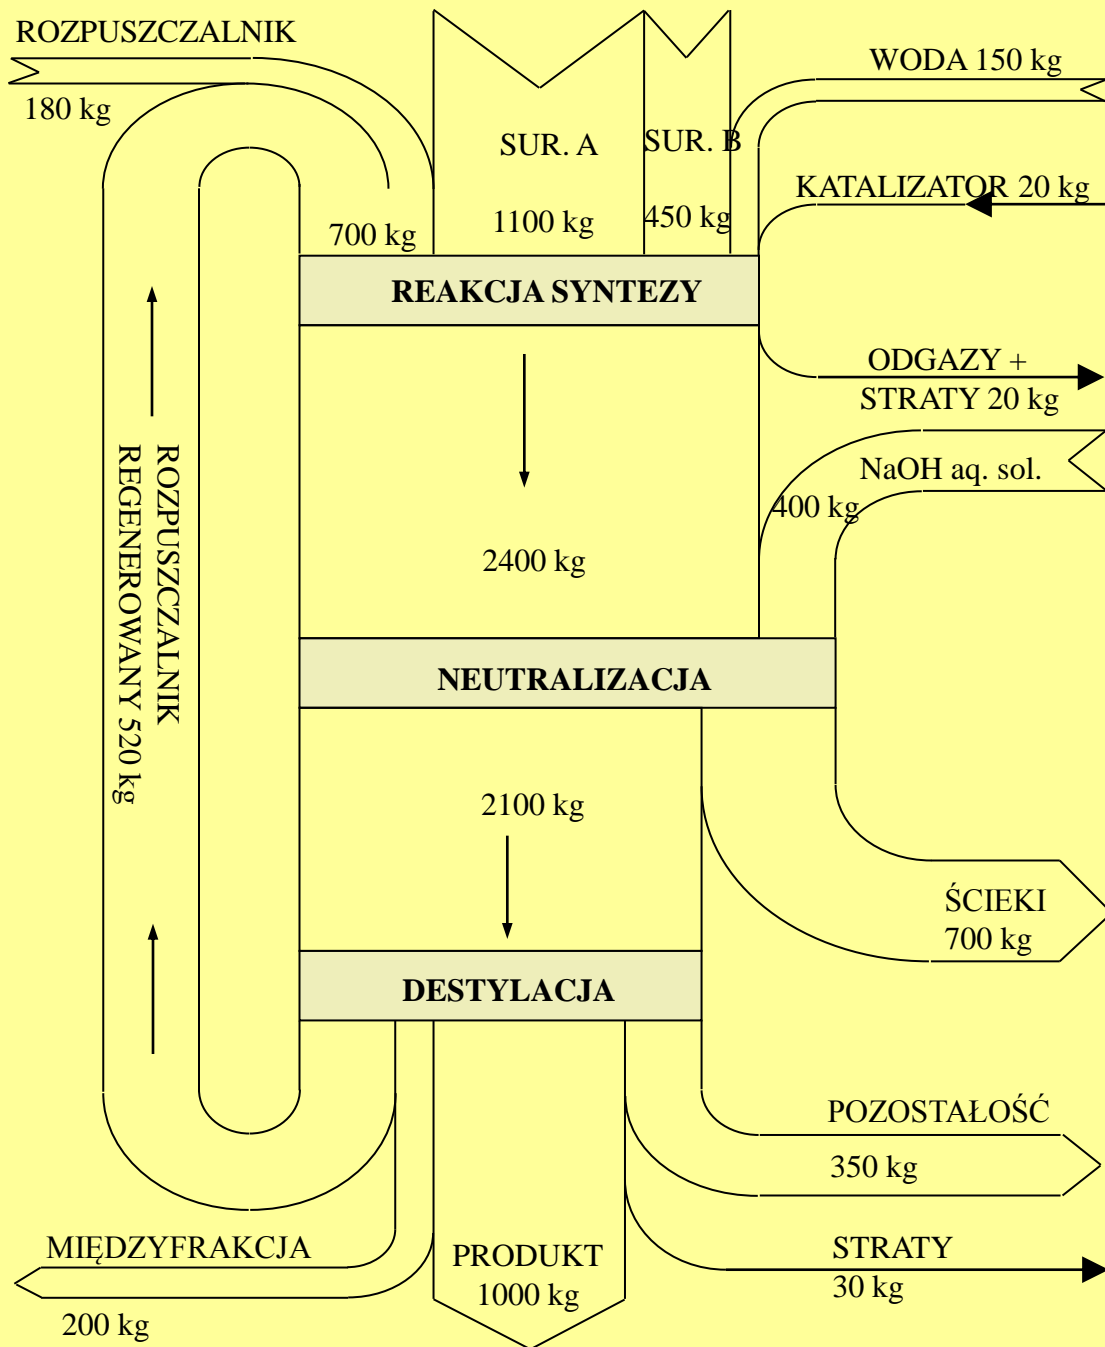 ROZPUSZCZALNIK
180 kg
WODA 150 kg
SUR. A
SUR. B
KATALIZATOR 20 kg
1100 kg
450 kg
700 kg
REAKCJA SYNTEZY
ODGAZY +
STRATY 20 kg
NaOH aq. sol.
400 kg
ROZPUSZCZALNIK
REGENEROWANY 520 kg
2400 kg
NEUTRALIZACJA
2100 kg
ŚCIEKI
700 kg
DESTYLACJA
POZOSTAŁOŚĆ
350 kg
MIĘDZYFRAKCJA
200 kg
PRODUKT
1000 kg
STRATY
30 kg